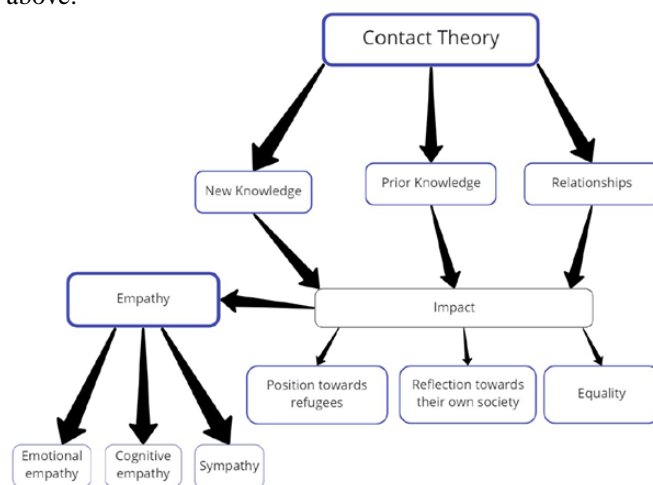 above.
Contact Theory
New Knowledge
Prior Knowledge
Relationships
Empathy
Impact
Position towards
refugees
Reflection towards
their own society
Equality
Emotional
empathy
Cognitive
empathy
Sympathy